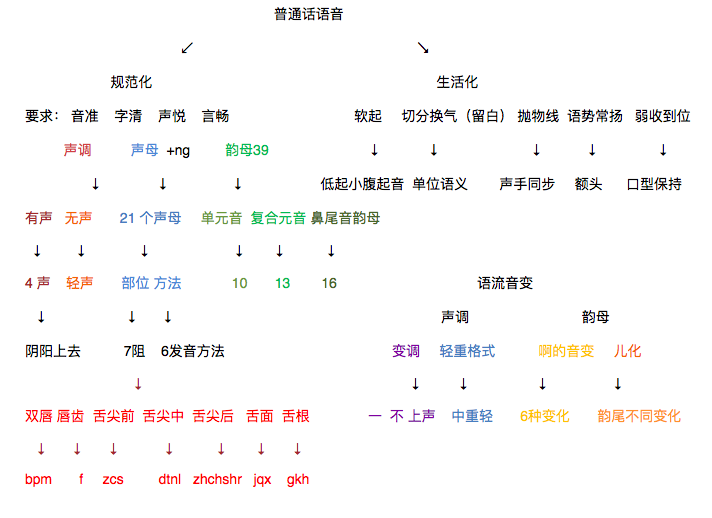 普通话语音
↙ ↘
规范化 生活化
要求： 音准 字清 声悦 言畅 软起 切分换气（留白） 抛物线 语势常扬 弱收到位
声调 声母 +ng 韵母39 ↓ ↓ ↓ ↓ ↓
↓ ↓ ↓ 低起小腹起音 单位语义 声手同步 额头 口型保持
有声 无声 21 个声母 单元音 复合元音 鼻尾音韵母
↓ ↓ ↓ ↓ ↓ ↓
4 声 轻声 部位 方法 10 13 16 语流音变
↓ ↓ ↓ 声调 韵母
阴阳上去 7阻 6发音方法 变调 轻重格式 啊的音变 儿化
↓ ↓ ↓ ↓ ↓
双唇 唇齿 舌尖前 舌尖中 舌尖后 舌面 舌根 一 不 上声 中重轻 6种变化 韵尾不同变化
↓ ↓ ↓ ↓ ↓ ↓ ↓
bpm f zcs dtnl zhchshr jqx gkh